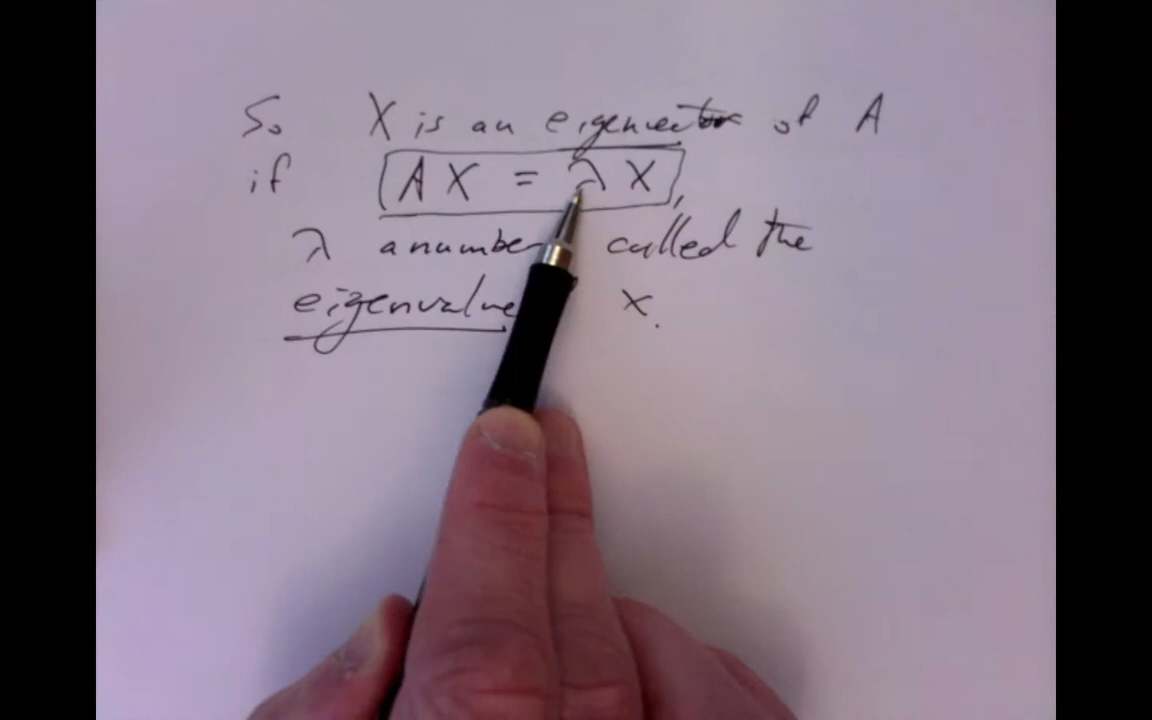 So X is an eigenvector of A
if AX = λX,
λ a number called the
eigenvalue X.